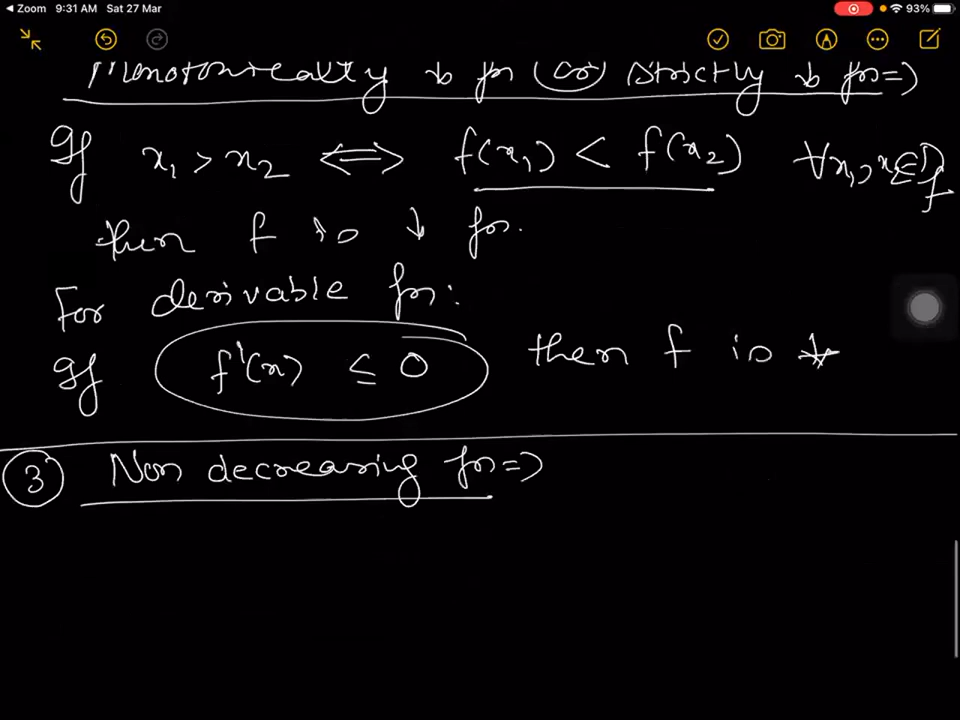 Zoom 9:31 AM Sat 27 Mar 93%
Monotonically ↓ fn (or) Strictly ↓ fn ⇒
If x₁ > x₂ ⇔ f(x₁) < f(x₂) ∀ x₁, x₂ ∈ D_f
then f is ↓ fn.
For derivable fn:
If f'(x) ≤ 0 then f is ↓
③ Non decreasing fn ⇒